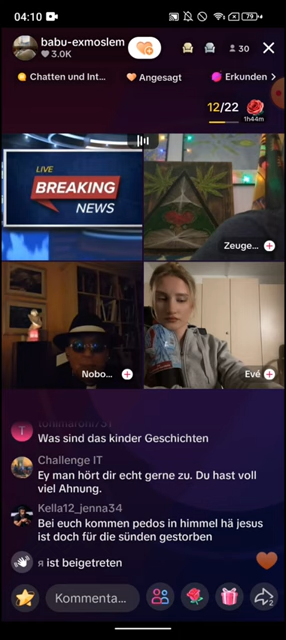 04:10
79
babu-exmoslem
3.0K
30
Chatten und Int...
Angesagt
Erkunden
12/22
1h44m
LIVE
BREAKING
NEWS
Zeuge...
Nobo...
Evé
T
Was sind das kinder Geschichten
Challenge IT
Ey man hört dir echt gerne zu. Du hast voll
viel Ahnung.
Kella12_jenna34
Bei euch kommen pedos in himmel hä jesus
ist doch für die sünden gestorben
я ist beigetreten
Kommenta...
2